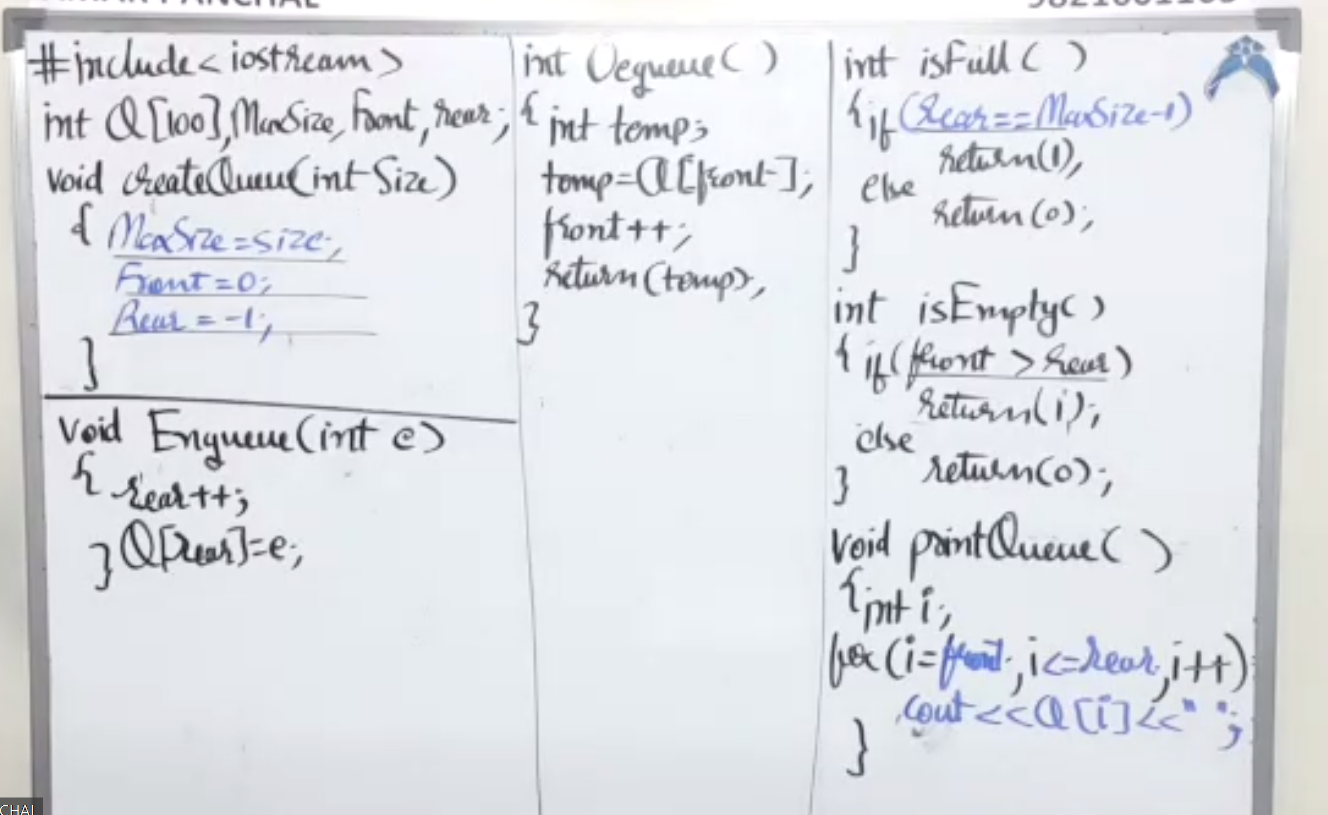 PANCHAL
#include<iostream>
int Q[100],MaxSize,Front,rear;
void createQueue(int Size)
{ MaxSize=size;
Front=0;
Rear=-1;
}
void Enqueue(int e)
{ rear++;
} Q[rear]=e;
int Dequeue()
{ int temp;
temp=Q[front-];
front++;
return(temp);
}
int isFull()
{if(Rear==MaxSize-1)
return(1);
else
return(0);
}
int isEmpty()
{if(front>rear)
return(1);
else
return(0);
}
void printQueue()
{int i;
for(i=front;i<=rear;i++)
cout<<Q[i]<<" ";
}
CHAL